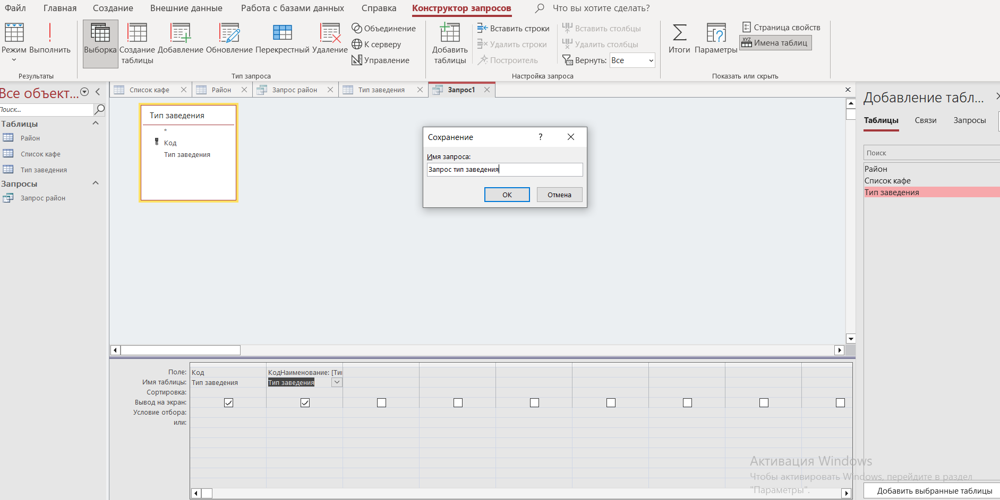 Файл Главная Создание Внешние данные Работа с базами данных Справка Конструктор запросов Что вы хотите сделать?
Режим Выполнить Выборка Создание таблицы Добавление Обновление Перекрестный Удаление
Объединение
К серверу
Управление
Добавить таблицы
Вставить строки
Удалить строки
Построитель
Вставить столбцы
Удалить столбцы
Вернуть: Все
Итоги Параметры
Страница свойств
XYZ Имена таблиц
Результаты Тип запроса Настройка запроса Показать или скрыть
Все объект...
Поиск...
Таблицы
Район
Список кафе
Тип заведения
Запросы
Запрос район
Список кафе Район Запрос район Тип заведения Запрос1
Тип заведения
*
Код
Тип заведения
Сохранение ?
Имя запроса:
Запрос тип заведения
ОК Отмена
Поле: Код КодНаименование: [Ти
Имя таблицы: Тип заведения Тип заведения
Сортировка:
Вывод на экран:
Условие отбора:
или:
Добавление табл...
Таблицы Связи Запросы
Поиск
Район
Список кафе
Тип заведения
Активация Windows
Чтобы активировать Windows, перейдите в раздел
"Параметры".
Добавить выбранные таблицы